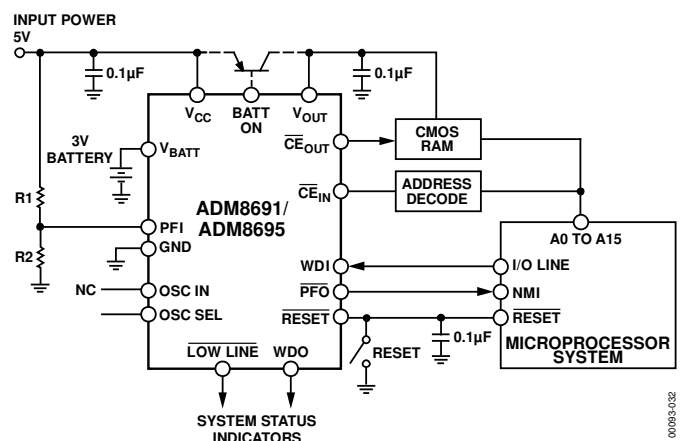 INPUT POWER
5V
0.1µF
0.1µF
VCC
BATT
ON
VOUT
3V
BATTERY
VBATT
CEOUT
CMOS
RAM
CEIN
ADDRESS
DECODE
R1
ADM8691/
ADM8695
PFI
GND
R2
A0 TO A15
WDI
I/O LINE
NC
OSC IN
PFO
NMI
OSC SEL
RESET
RESET
LOW LINE
WDO
RESET
0.1µF
MICROPROCESSOR
SYSTEM
SYSTEM STATUS
INDICATORS
00093-032